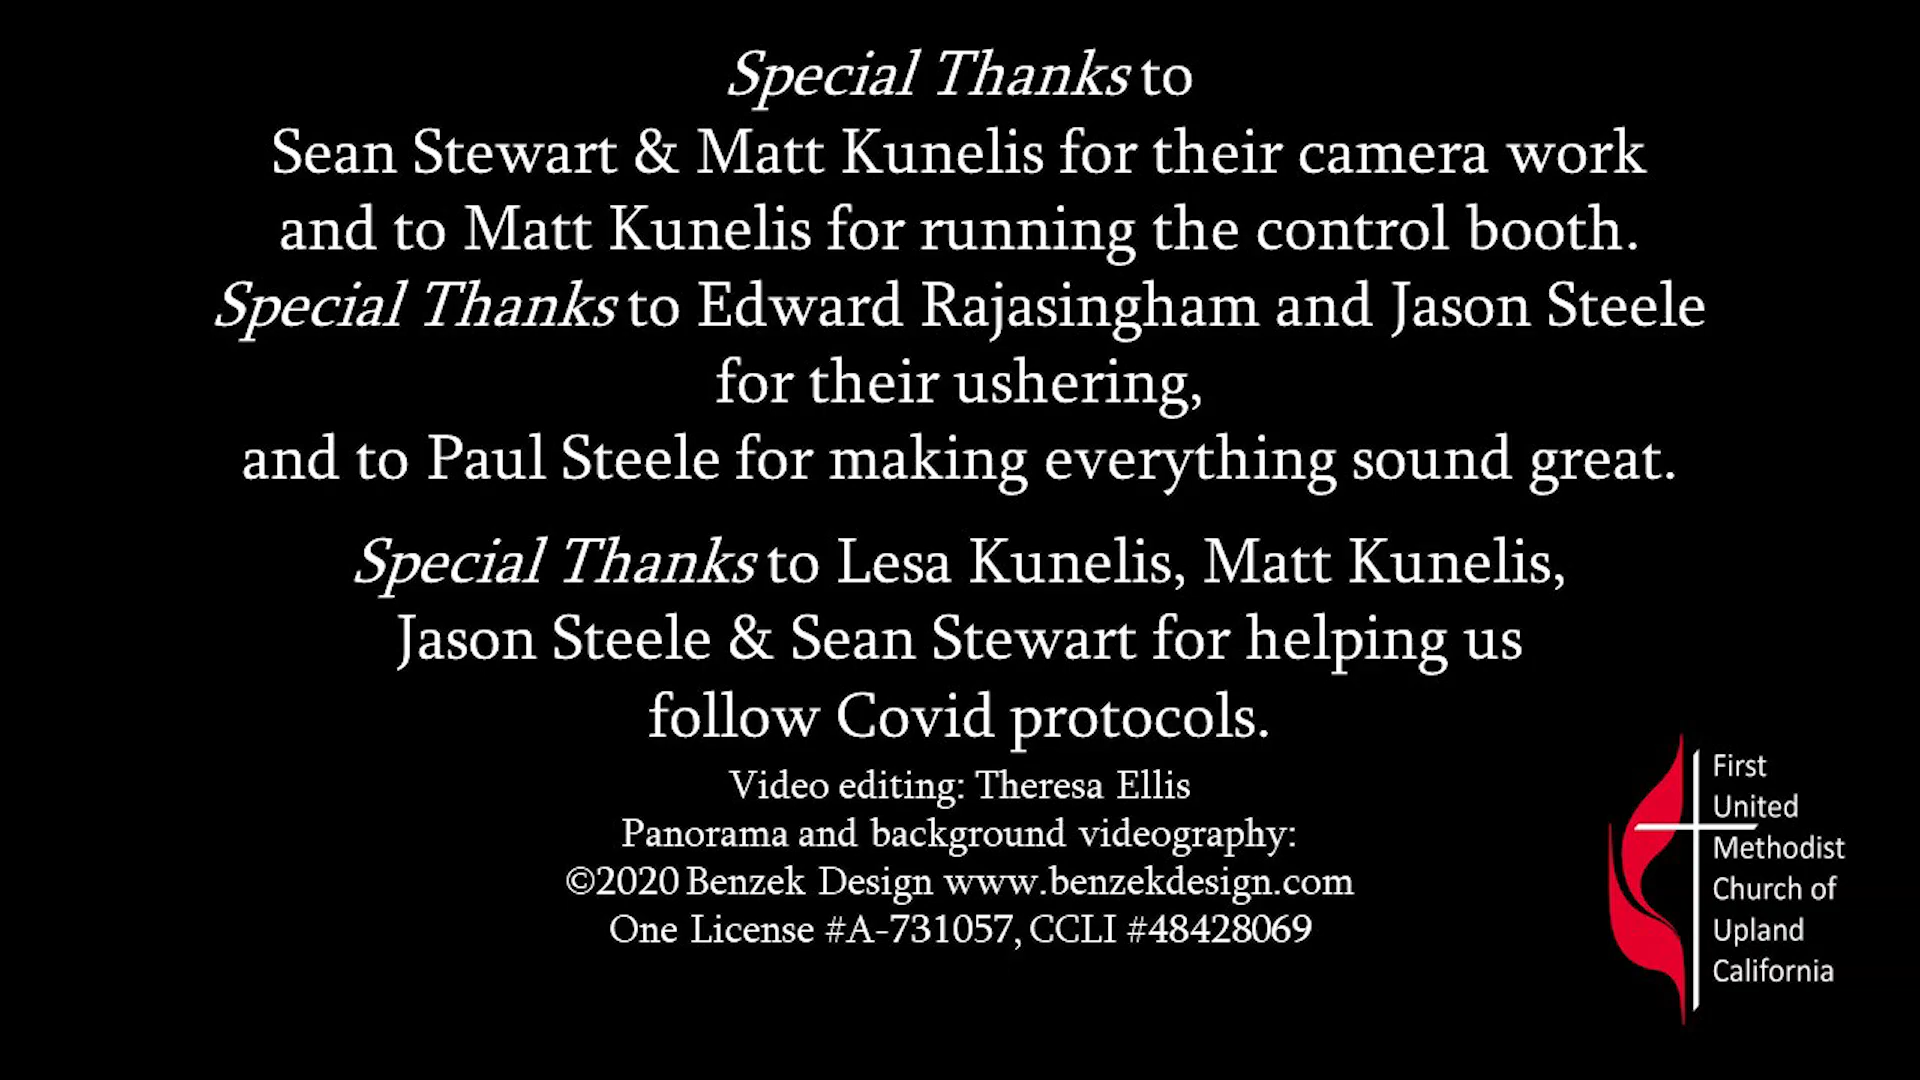 Special Thanks to
Sean Stewart & Matt Kunelis for their camera work
and to Matt Kunelis for running the control booth.
Special Thanks to Edward Rajasingham and Jason Steele
for their ushering,
and to Paul Steele for making everything sound great.
Special Thanks to Lesa Kunelis, Matt Kunelis,
Jason Steele & Sean Stewart for helping us
follow Covid protocols.
Video editing: Theresa Ellis
Panorama and background videography:
©2020 Benzek Design www.benzekdesign.com
One License #A-731057, CCLI #48428069
First
United
Methodist
Church of
Upland
California